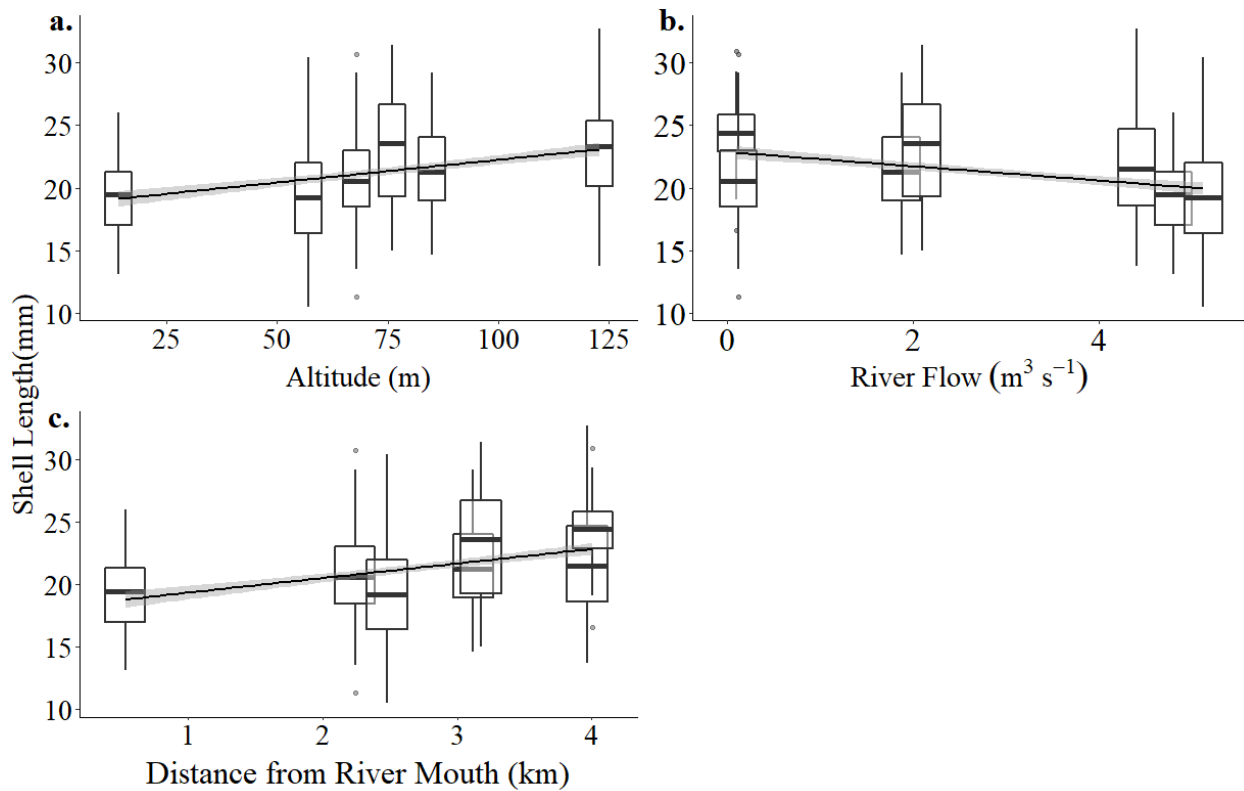 a.
30
25
20
15
10
25 50 75 100 125
Altitude (m)
b.
30
25
20
15
10
0 2 4
River Flow (m³ s⁻¹)
Shell Length(mm)
c.
30
25
20
15
10
1 2 3 4
Distance from River Mouth (km)